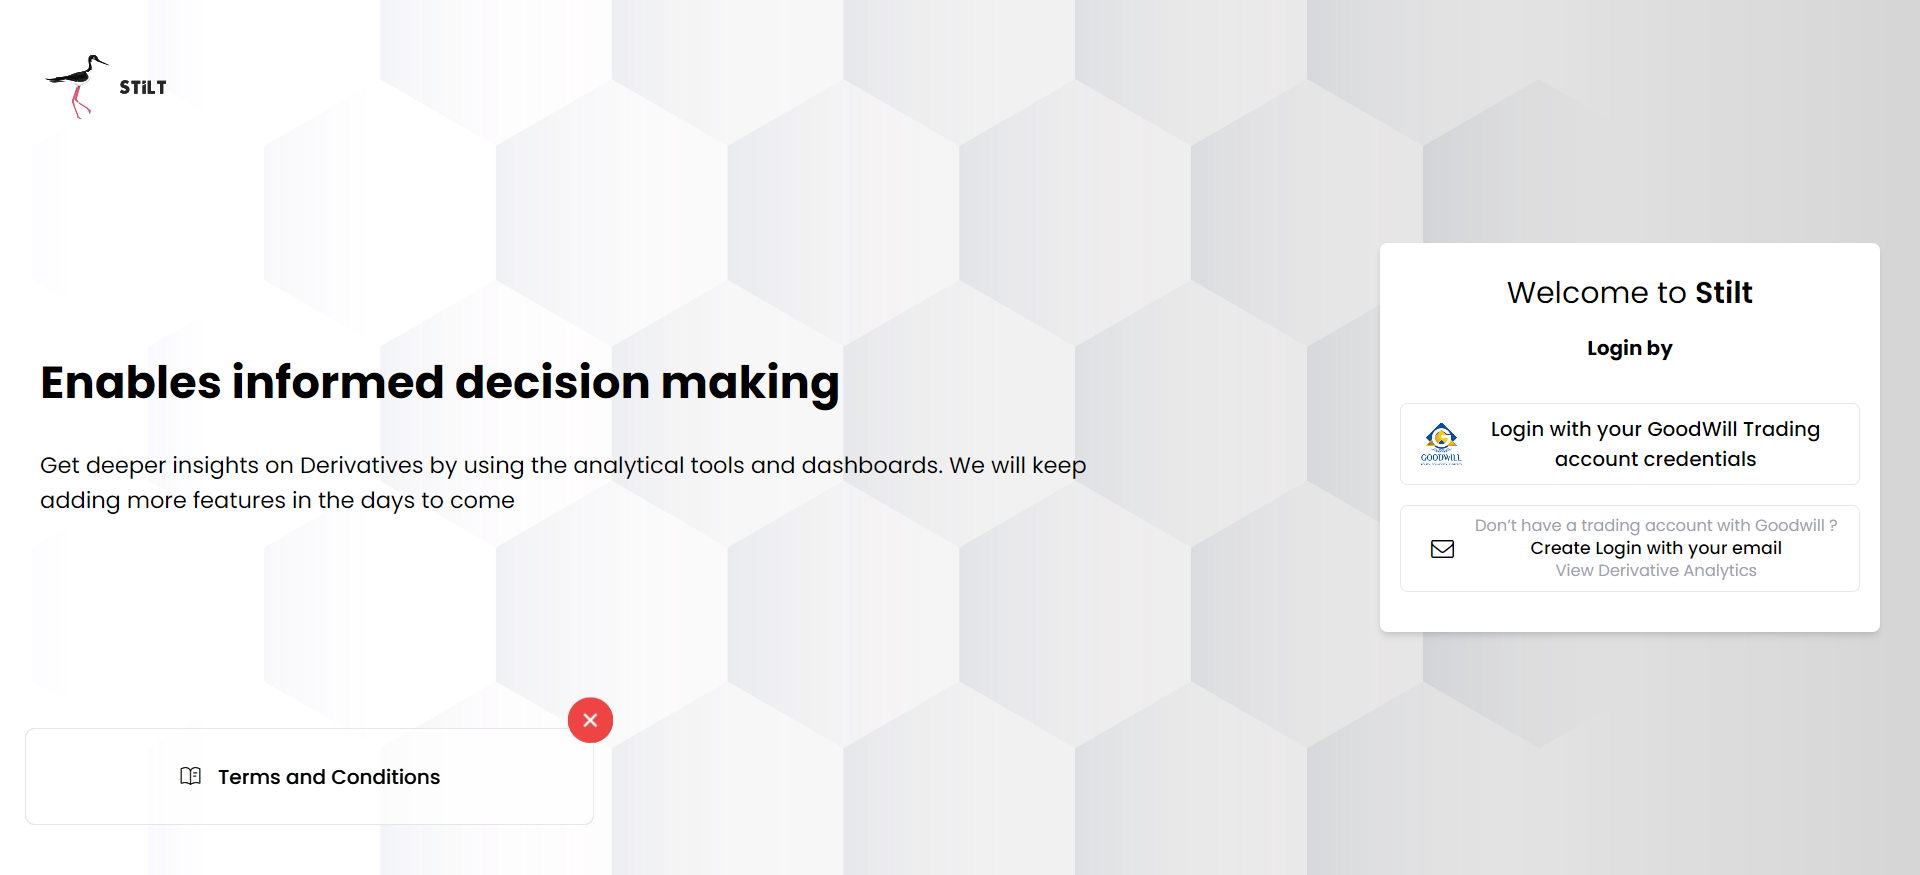 STiLT
Enables informed decision making
Get deeper insights on Derivatives by using the analytical tools and dashboards. We will keep
adding more features in the days to come
Terms and Conditions
Welcome to Stilt
Login by
GOODWILL
Login with your GoodWill Trading
account credentials
Don't have a trading account with Goodwill ?
Create Login with your email
View Derivative Analytics